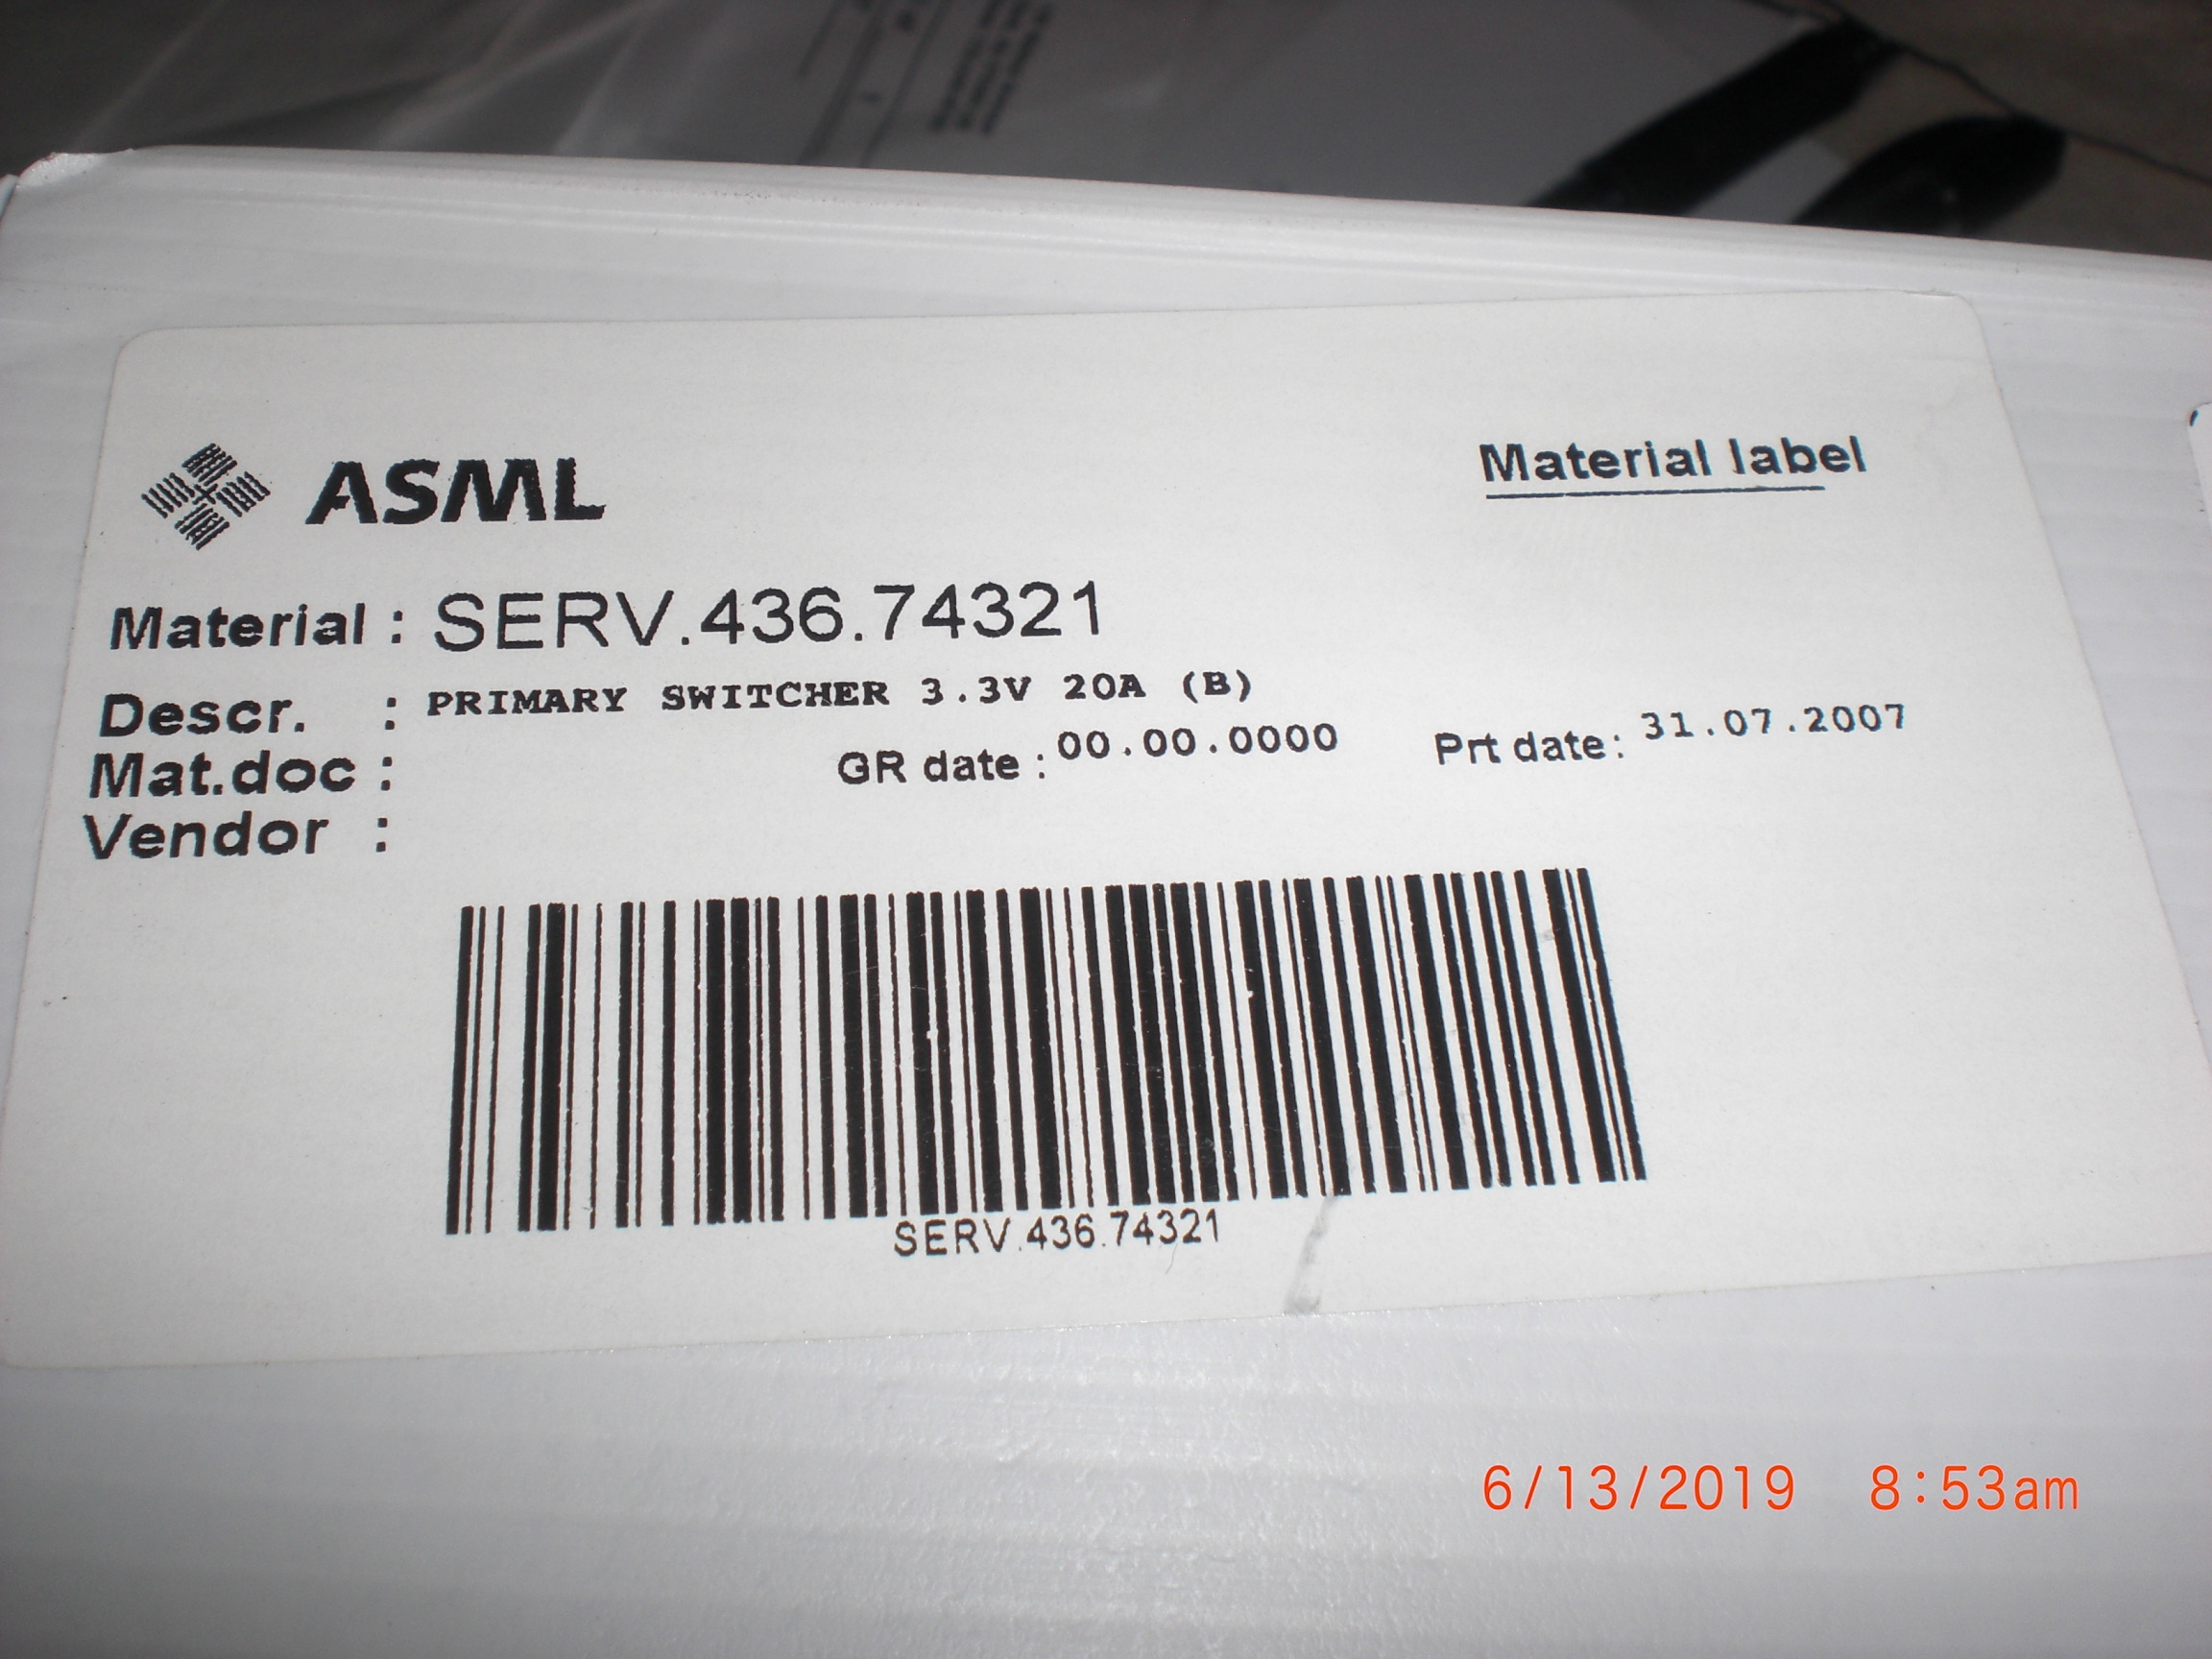 ASML
Material label
Material : SERV.436.74321
Descr. : PRIMARY SWITCHER 3.3V 20A (B)
Mat.doc : GR date : 00.00.0000 Prt date: 31.07.2007
Vendor :
SERV.436.74321
6/13/2019 8:53am